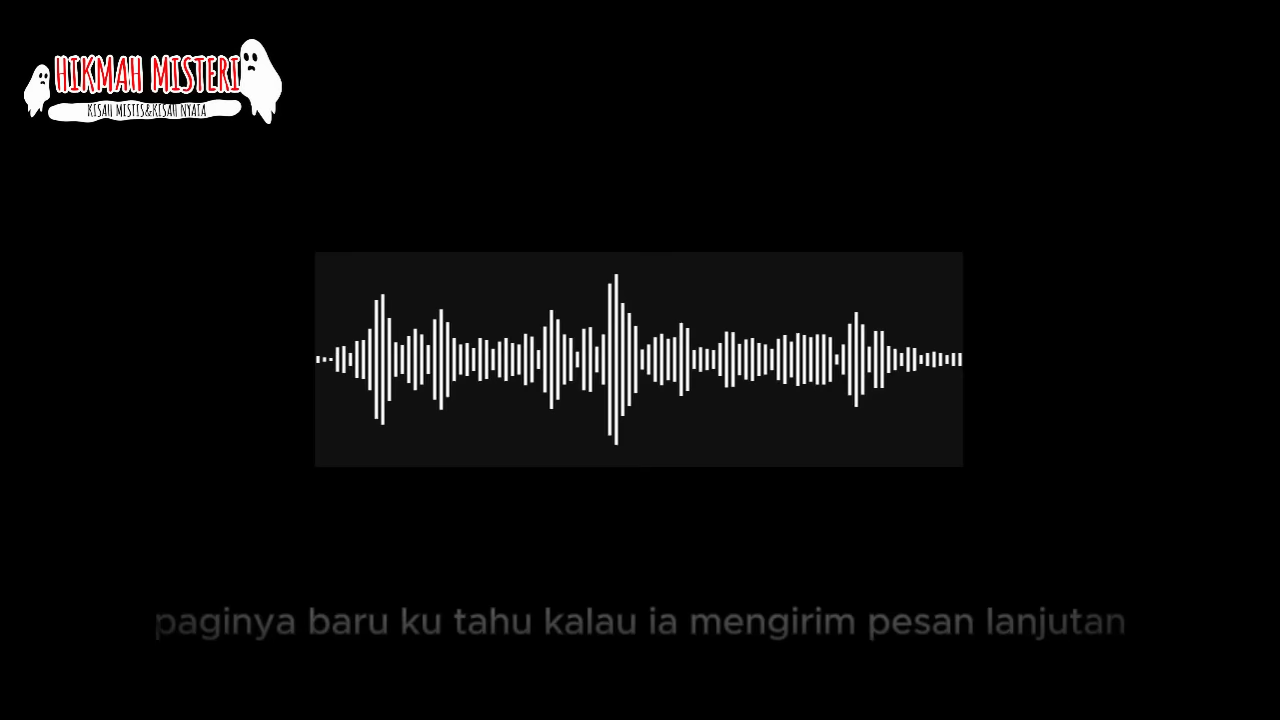 HIKMAH MISTERI
KISAH MISTIS&KISAH NYATA
paginya baru ku tahu kalau ia mengirim pesan lanjutan